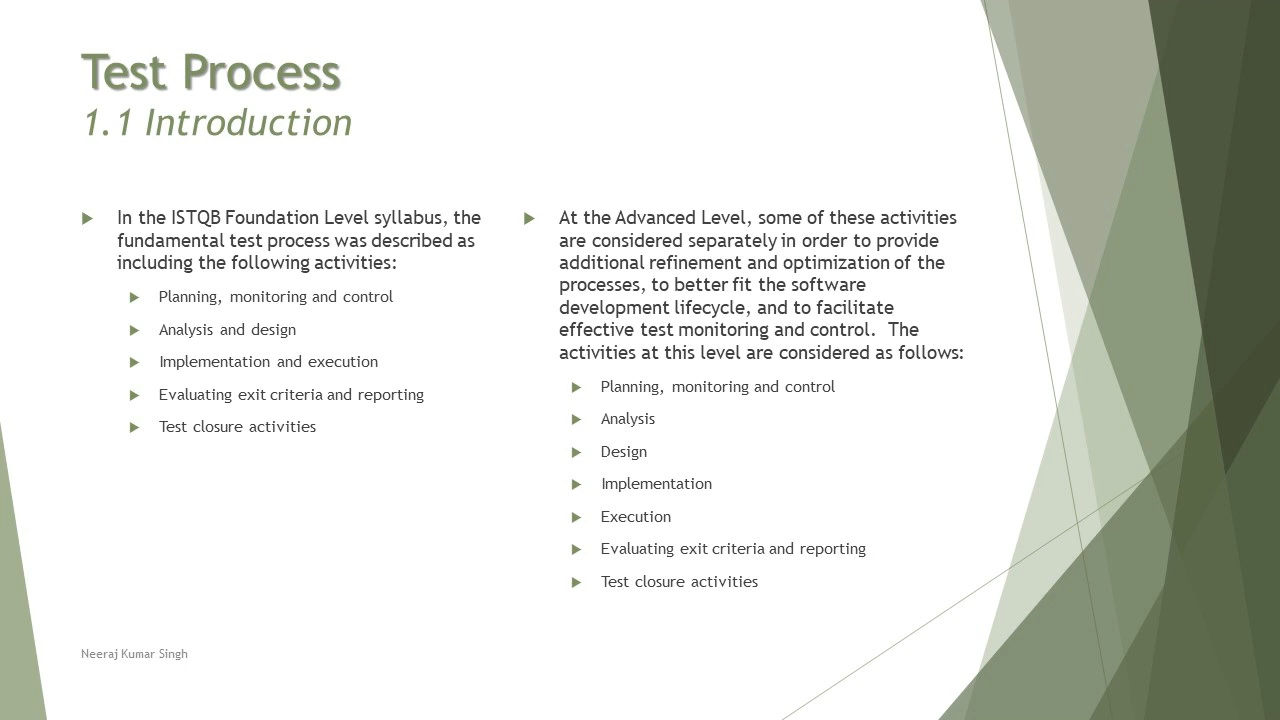 Test Process
1.1 Introduction
In the ISTQB Foundation Level syllabus, the
fundamental test process was described as
including the following activities:
Planning, monitoring and control
Analysis and design
Implementation and execution
Evaluating exit criteria and reporting
Test closure activities
At the Advanced Level, some of these activities
are considered separately in order to provide
additional refinement and optimization of the
processes, to better fit the software
development lifecycle, and to facilitate
effective test monitoring and control.  The
activities at this level are considered as follows:
Planning, monitoring and control
Analysis
Design
Implementation
Execution
Evaluating exit criteria and reporting
Test closure activities
Neeraj Kumar Singh